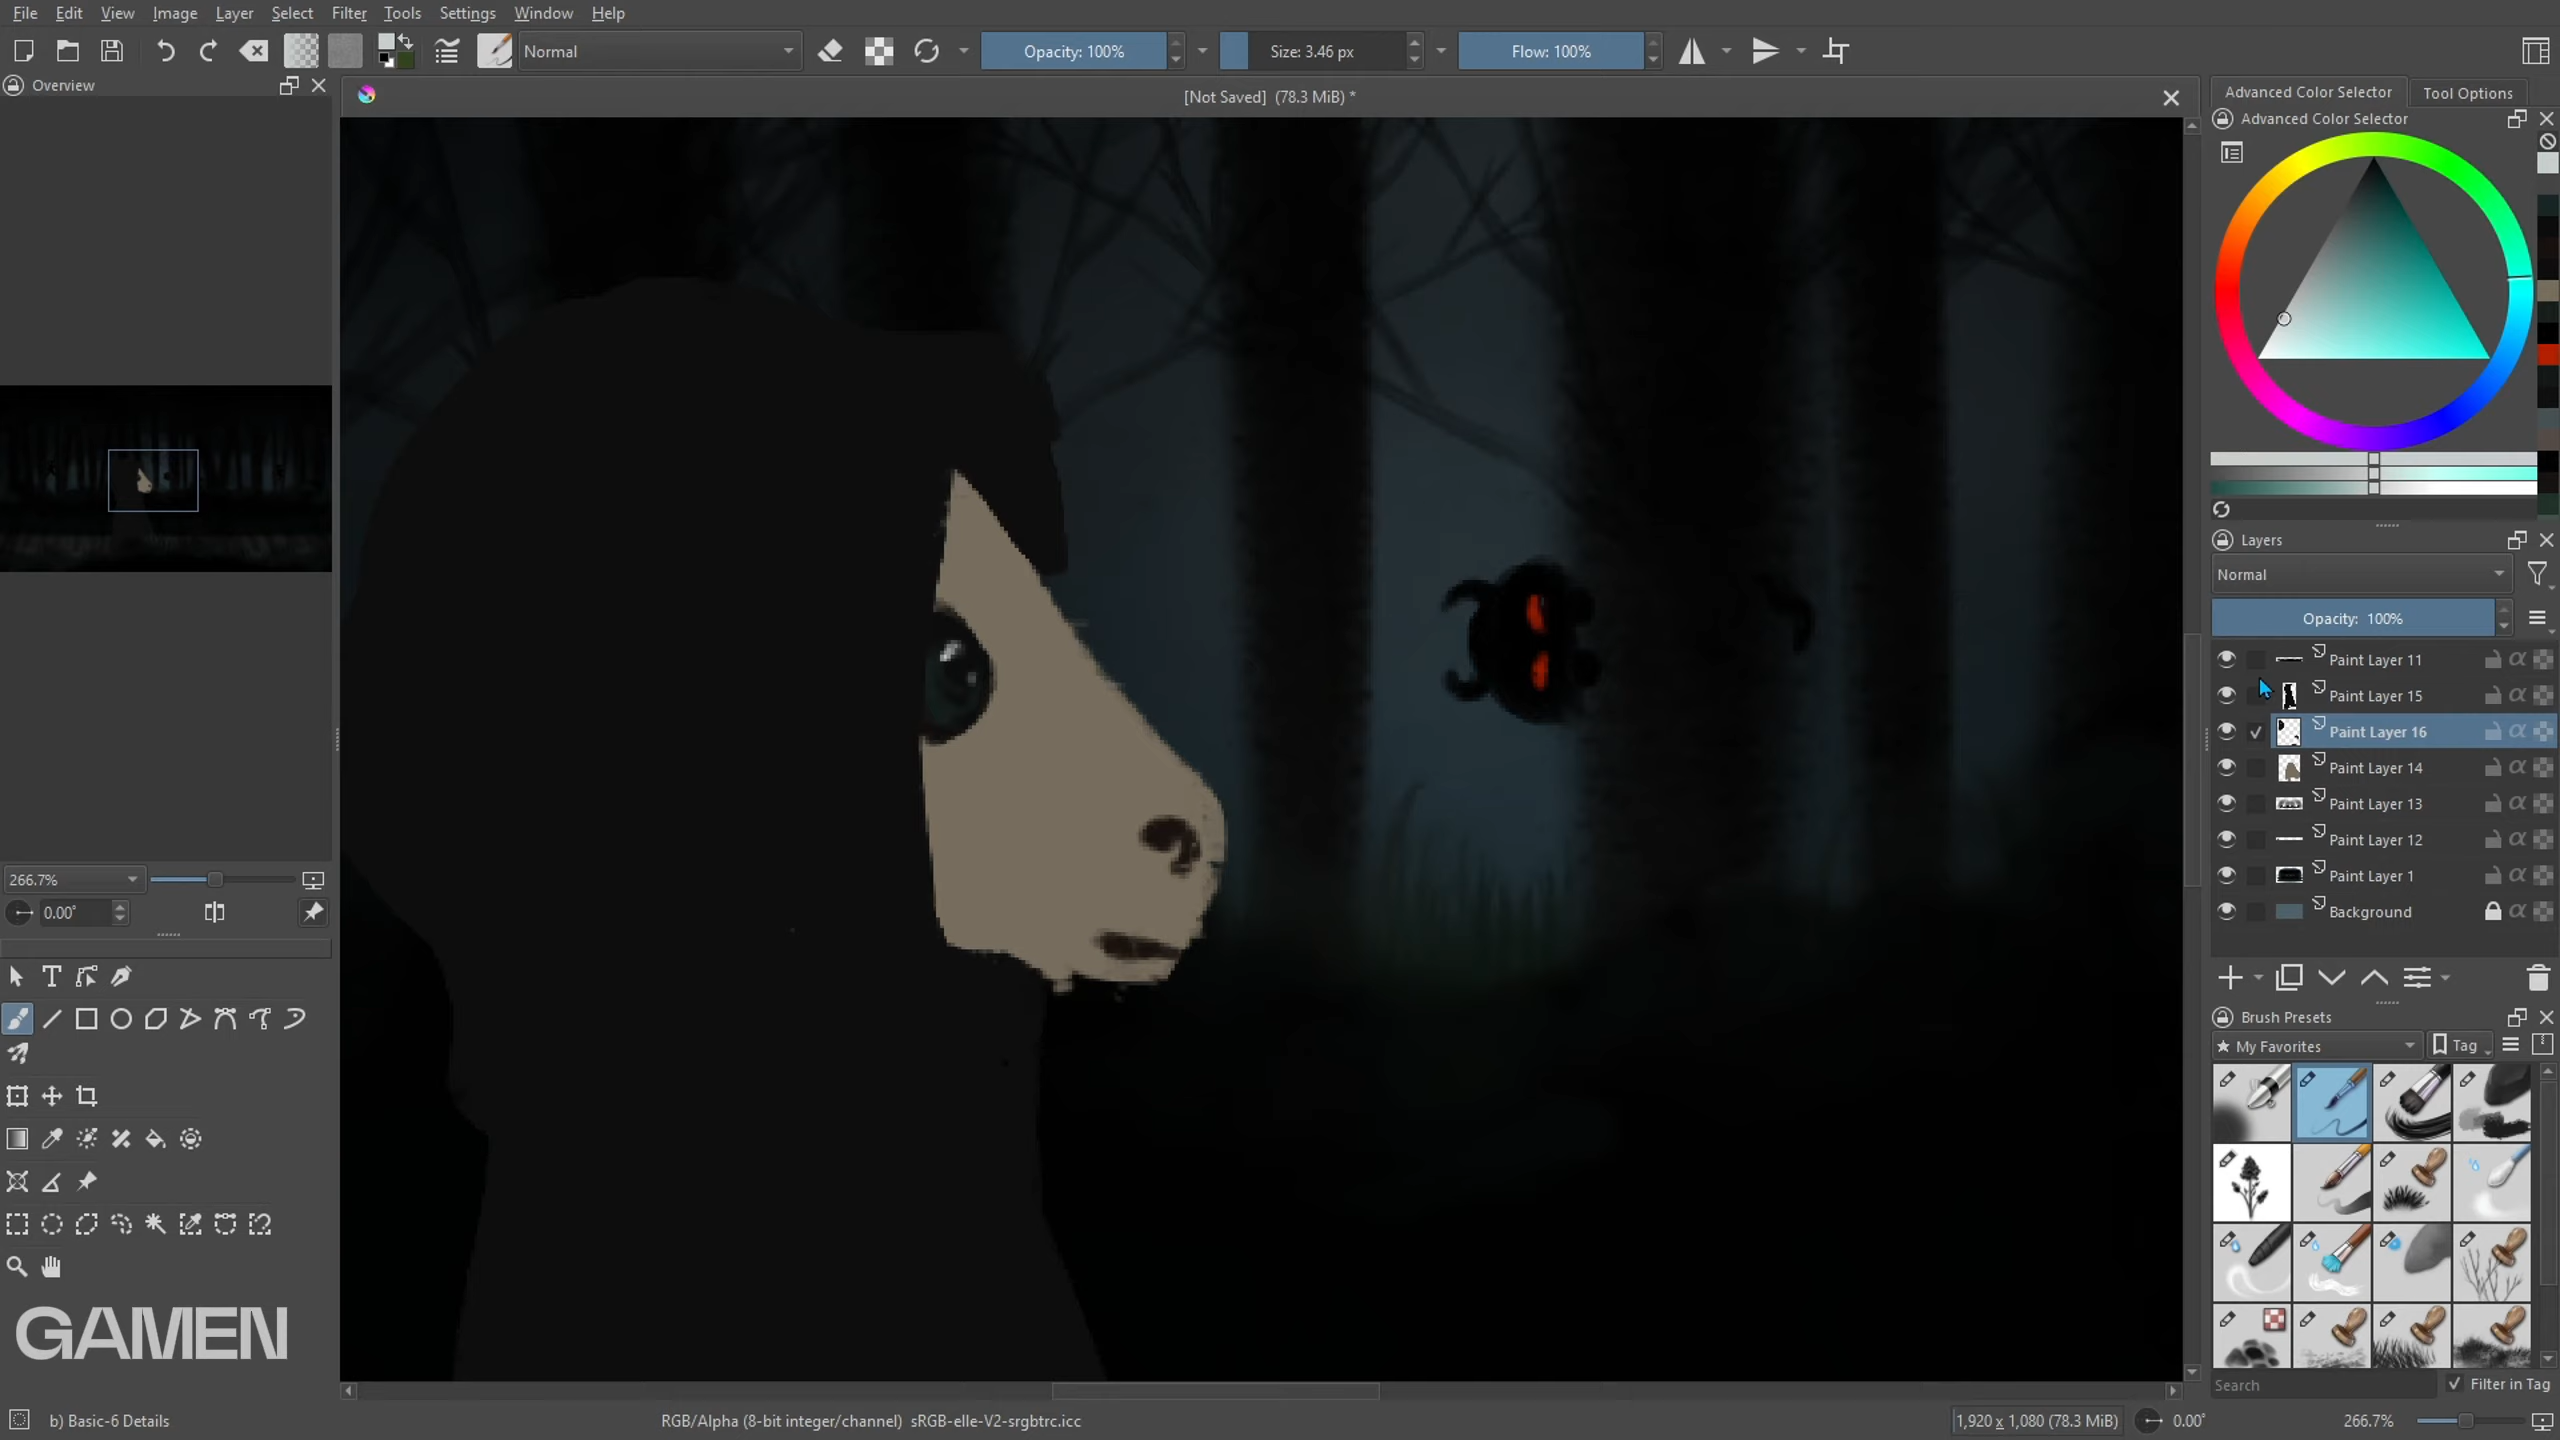 File Edit View Image Layer Select Filter Tools Settings Window Help
Normal
Opacity: 100%
Size: 3.46 px
Flow: 100%
Overview
[Not Saved] (78.3 MiB) *
Advanced Color Selector
Tool Options
Advanced Color Selector
Layers
Normal
Opacity: 100%
Paint Layer 11
Paint Layer 15
Paint Layer 16
Paint Layer 14
Paint Layer 13
Paint Layer 12
Paint Layer 1
Background
266.7%
0.00°
Brush Presets
My Favorites
Tag
GAMEN
Search
Filter in Tag
b) Basic-6 Details
RGB/Alpha (8-bit integer/channel) sRGB-elle-V2-srgbtrc.icc
1,920 x 1,080 (78.3 MiB)
0.00°
266.7%